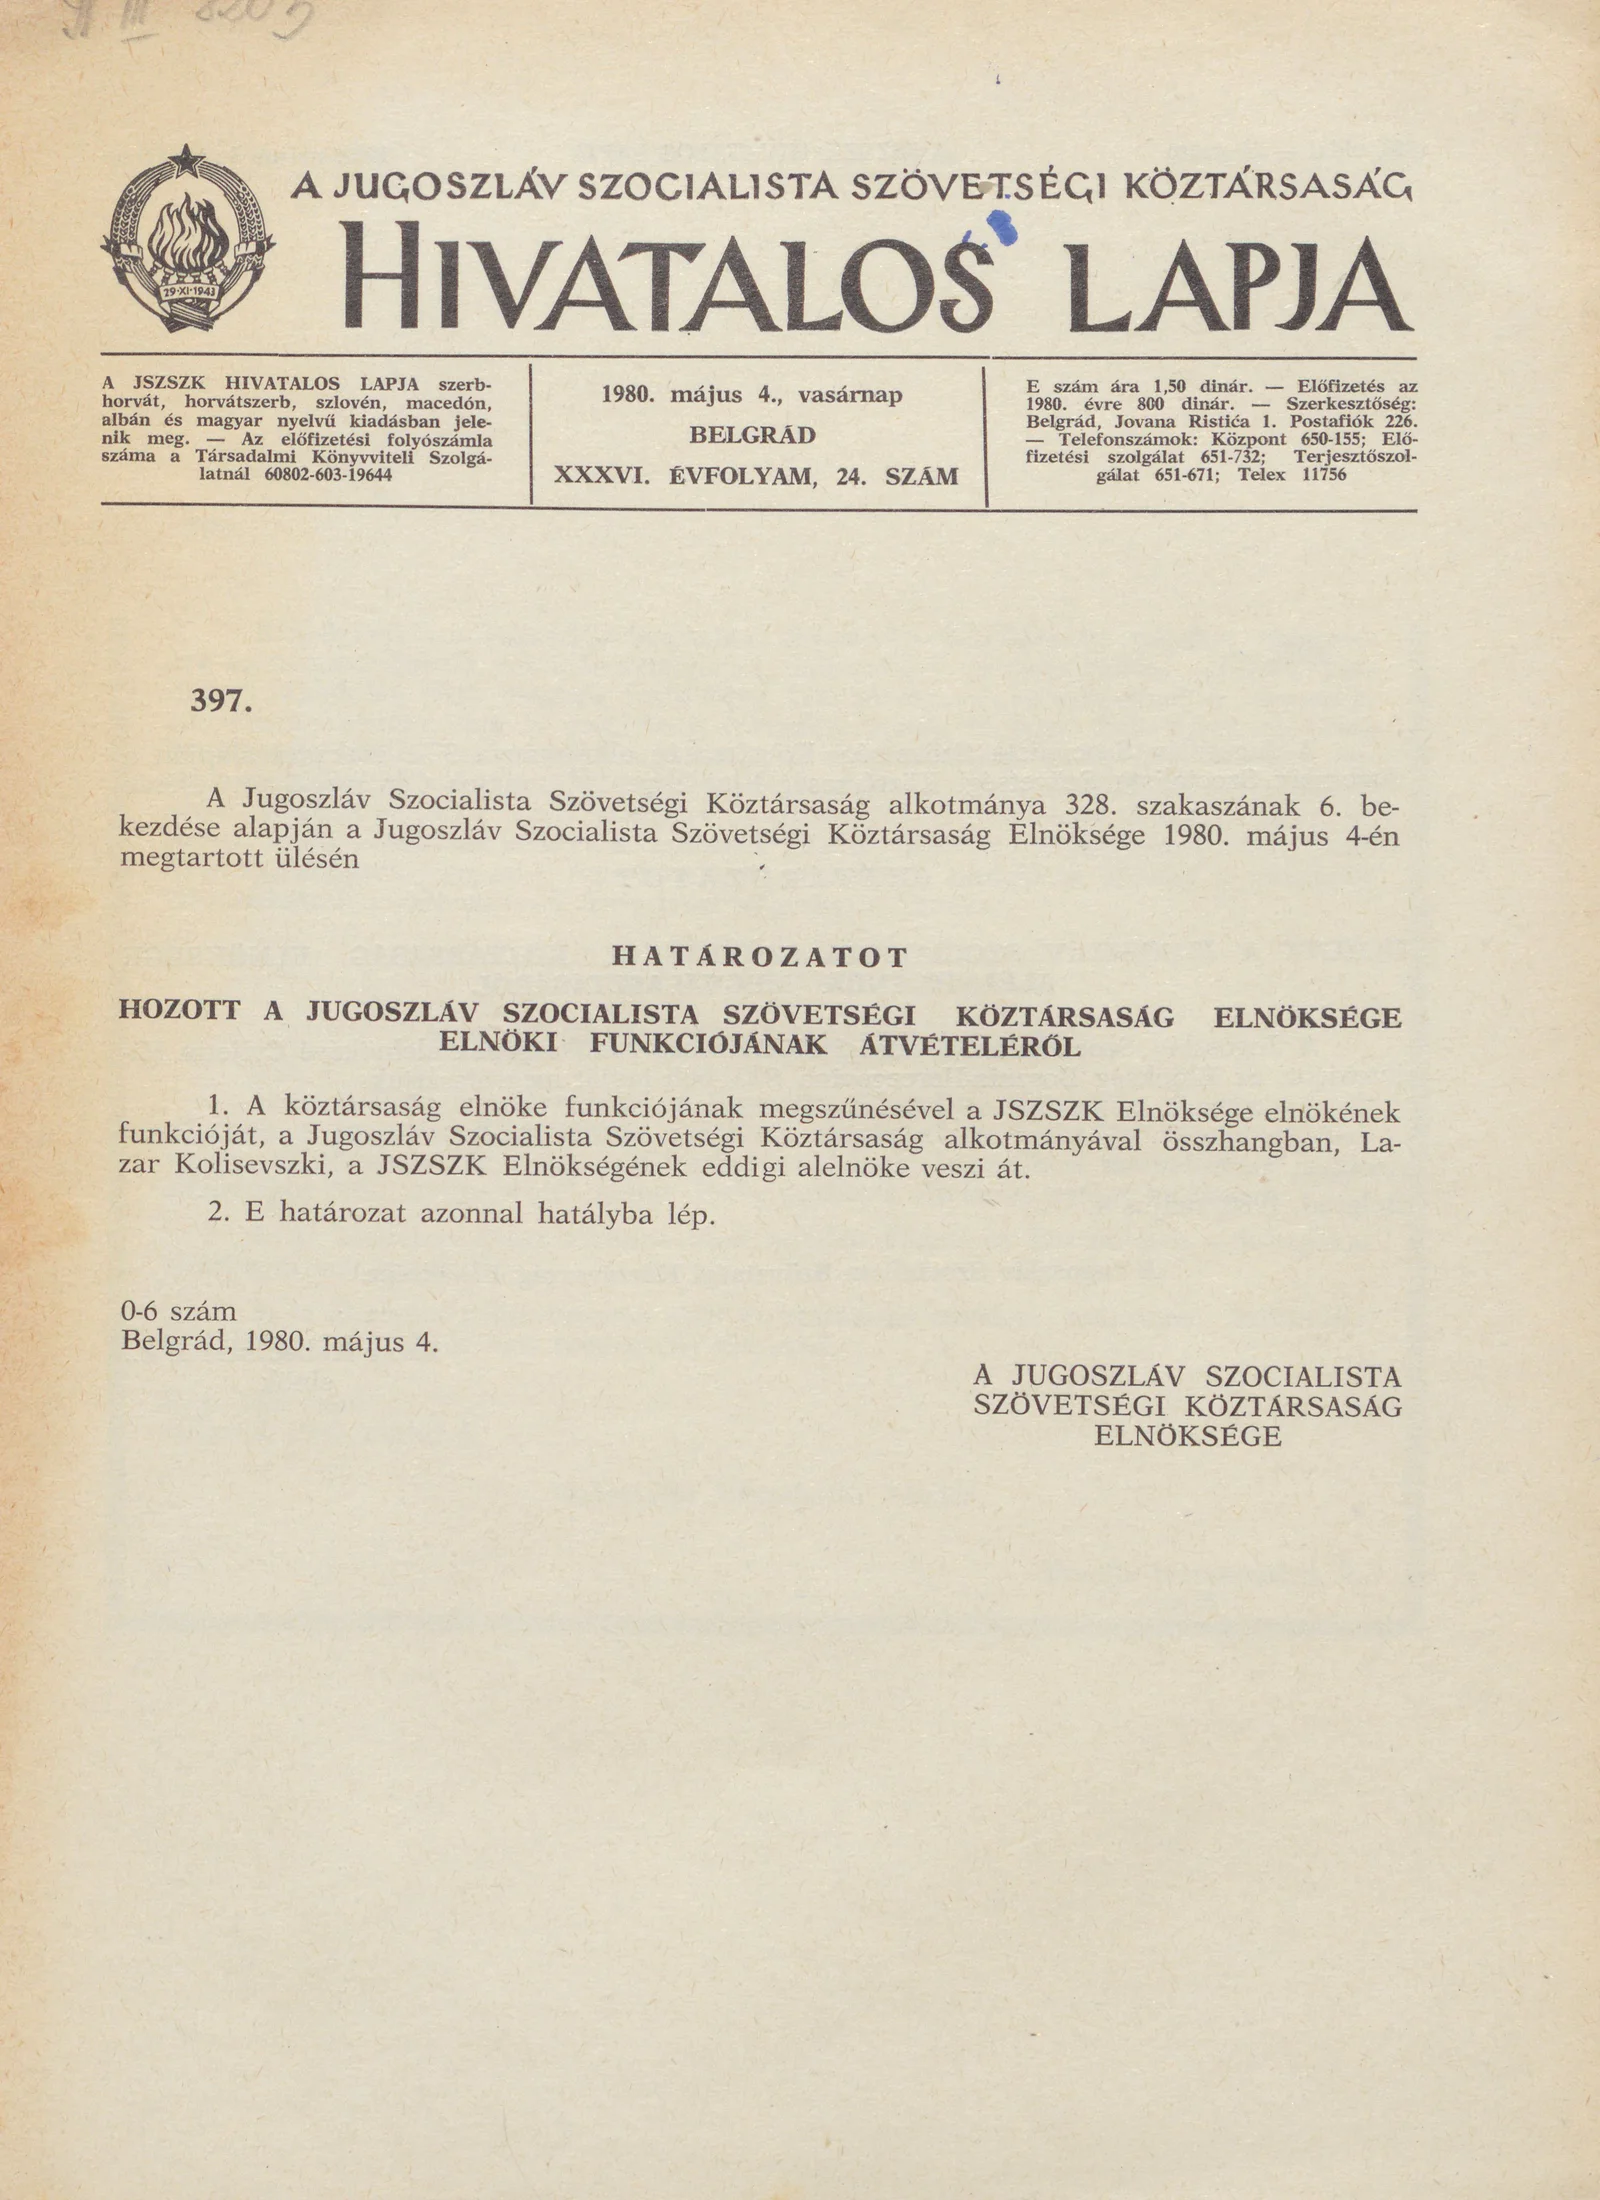 A JUGOSZLÁV SZOCIALISTA SZÖVETSÉGI KÖZTÁRSASÁG
HIVATALOS LAPJA
29·XI·1943
A JSZSZK HIVATALOS LAPJA szerb-
horvát, horvátszerb, szlovén, macedón,
albán és magyar nyelvű kiadásban jele-
nik meg. — Az előfizetési folyószámla
száma a Társadalmi Könyvviteli Szolgá-
latnál 60802-603-19644
1980. május 4., vasárnap
BELGRÁD
XXXVI. ÉVFOLYAM, 24. SZÁM
E szám ára 1,50 dinár. — Előfizetés az
1980. évre 800 dinár. — Szerkesztőség:
Belgrád, Jovana Ristića 1. Postafiók 226.
— Telefonszámok: Központ 650-155; Elő-
fizetési szolgálat 651-732; Terjesztőszol-
gálat 651-671; Telex 11756
397.
A Jugoszláv Szocialista Szövetségi Köztársaság alkotmánya 328. szakaszának 6. be-
kezdése alapján a Jugoszláv Szocialista Szövetségi Köztársaság Elnöksége 1980. május 4-én
megtartott ülésén
HATÁROZATOT
HOZOTT A JUGOSZLÁV SZOCIALISTA SZÖVETSÉGI KÖZTÁRSASÁG ELNÖKSÉGE
ELNÖKI FUNKCIÓJÁNAK ÁTVÉTELÉRŐL
1. A köztársaság elnöke funkciójának megszűnésével a JSZSZK Elnöksége elnökének
funkcióját, a Jugoszláv Szocialista Szövetségi Köztársaság alkotmányával összhangban, La-
zar Kolisevszki, a JSZSZK Elnökségének eddigi alelnöke veszi át.
2. E határozat azonnal hatályba lép.
0-6 szám
Belgrád, 1980. május 4.
A JUGOSZLÁV SZOCIALISTA
SZÖVETSÉGI KÖZTÁRSASÁG
ELNÖKSÉGE